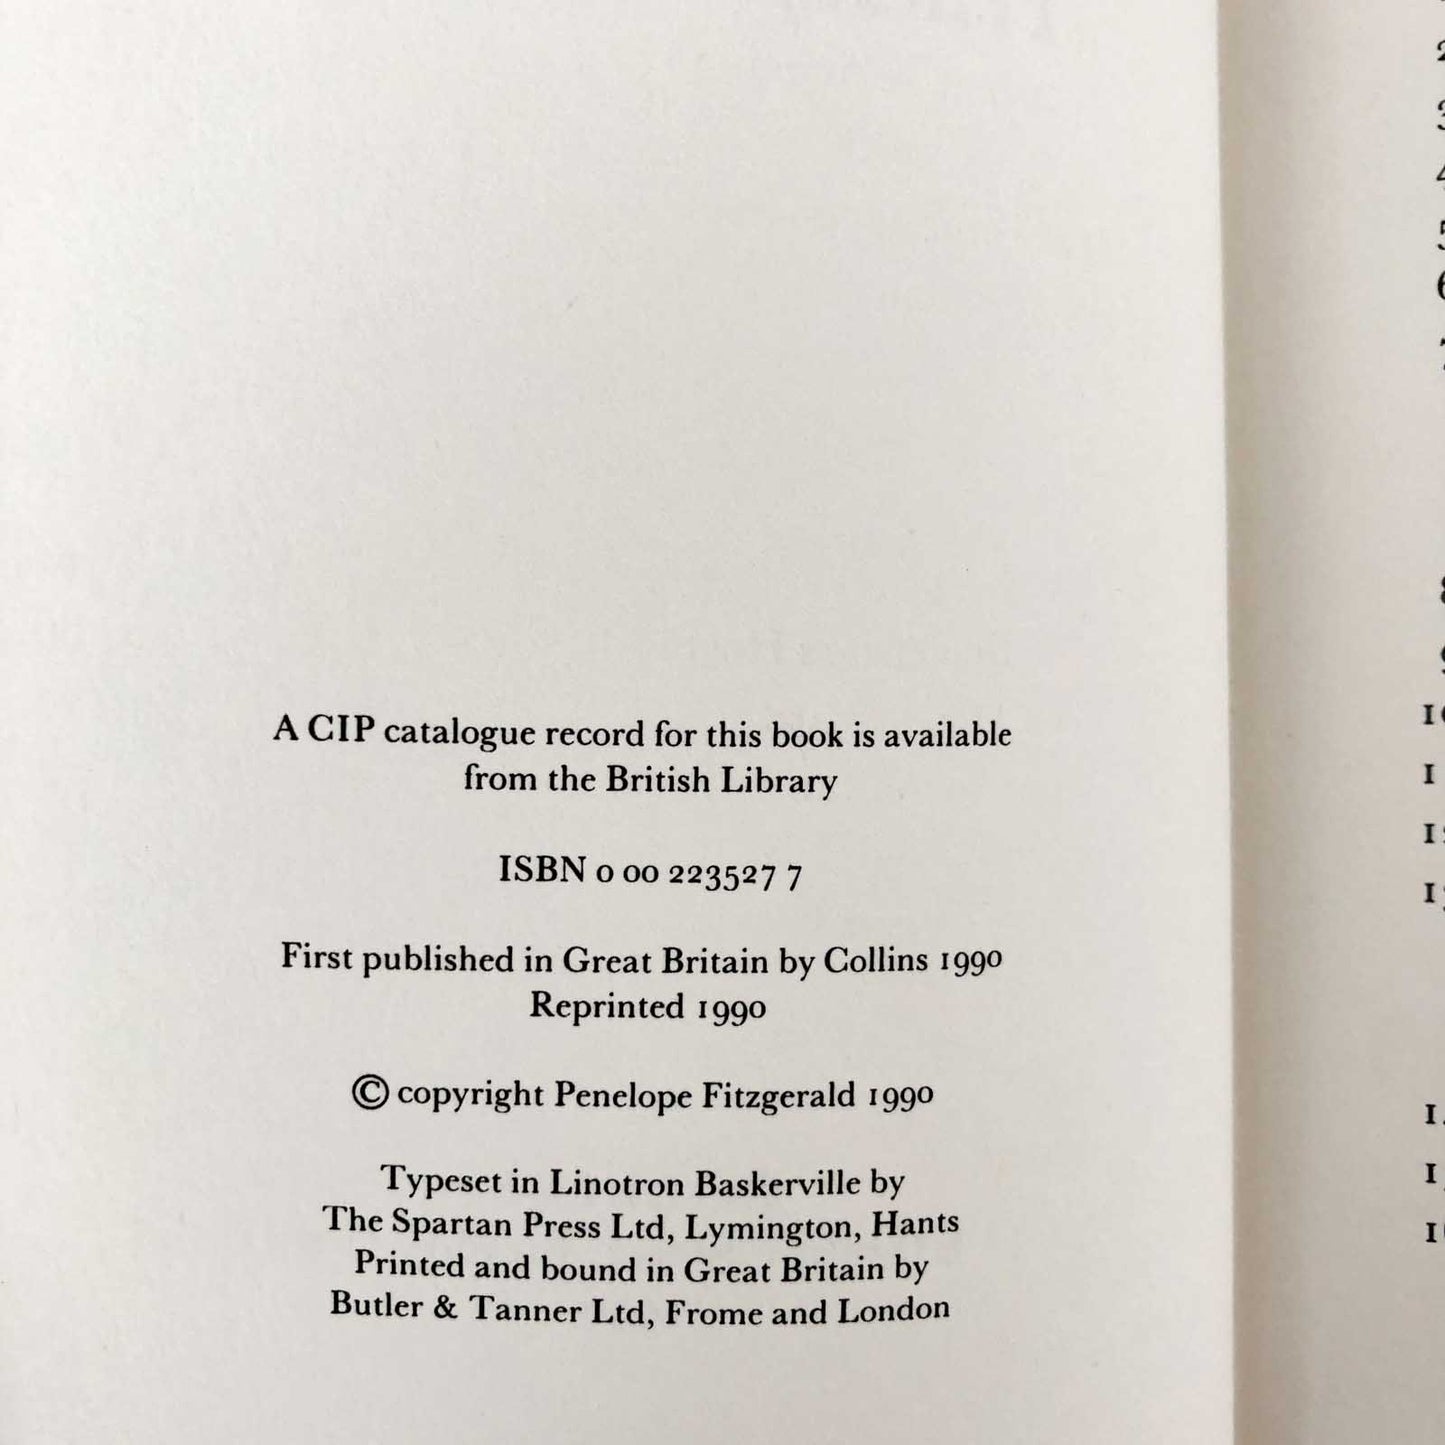 A CIP catalogue record for this book is available
from the British Library
ISBN 0 00 223527 7
First published in Great Britain by Collins 1990
Reprinted 1990
© copyright Penelope Fitzgerald 1990
Typeset in Linotron Baskerville by
The Spartan Press Ltd, Lymington, Hants
Printed and bound in Great Britain by
Butler & Tanner Ltd, Frome and London